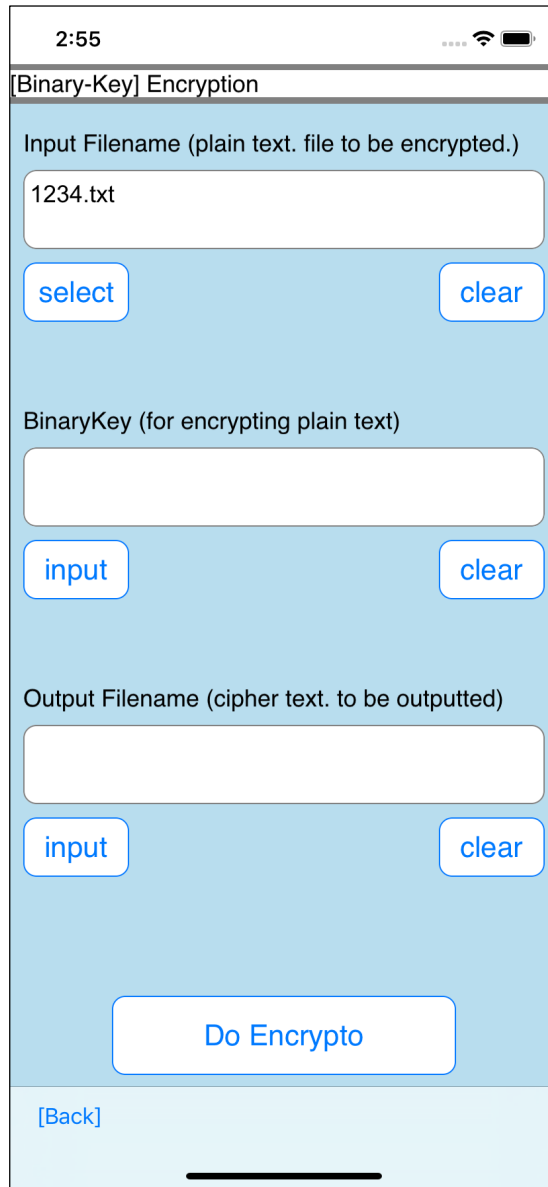 2:55
[Binary-Key] Encryption
Input Filename (plain text. file to be encrypted.)
1234.txt
select clear
BinaryKey (for encrypting plain text)
input clear
Output Filename (cipher text. to be outputted)
input clear
Do Encrypto
[Back]